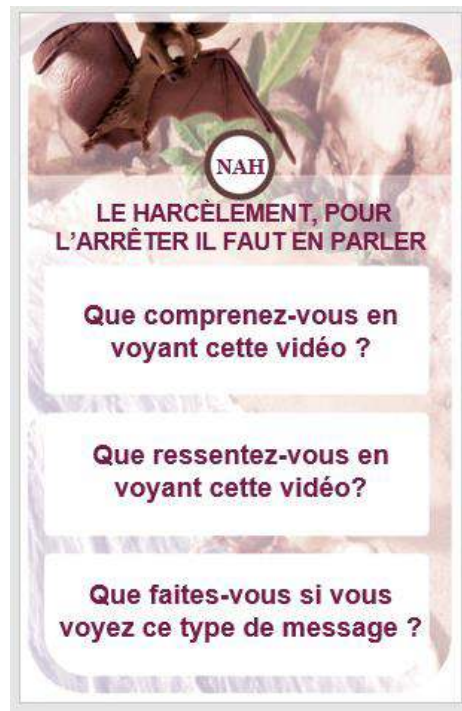 NAH
LE HARCÈLEMENT, POUR
L'ARRÊTER IL FAUT EN PARLER
Que comprenez-vous en
voyant cette vidéo ?
Que ressentez-vous en
voyant cette vidéo?
Que faites-vous si vous
voyez ce type de message ?